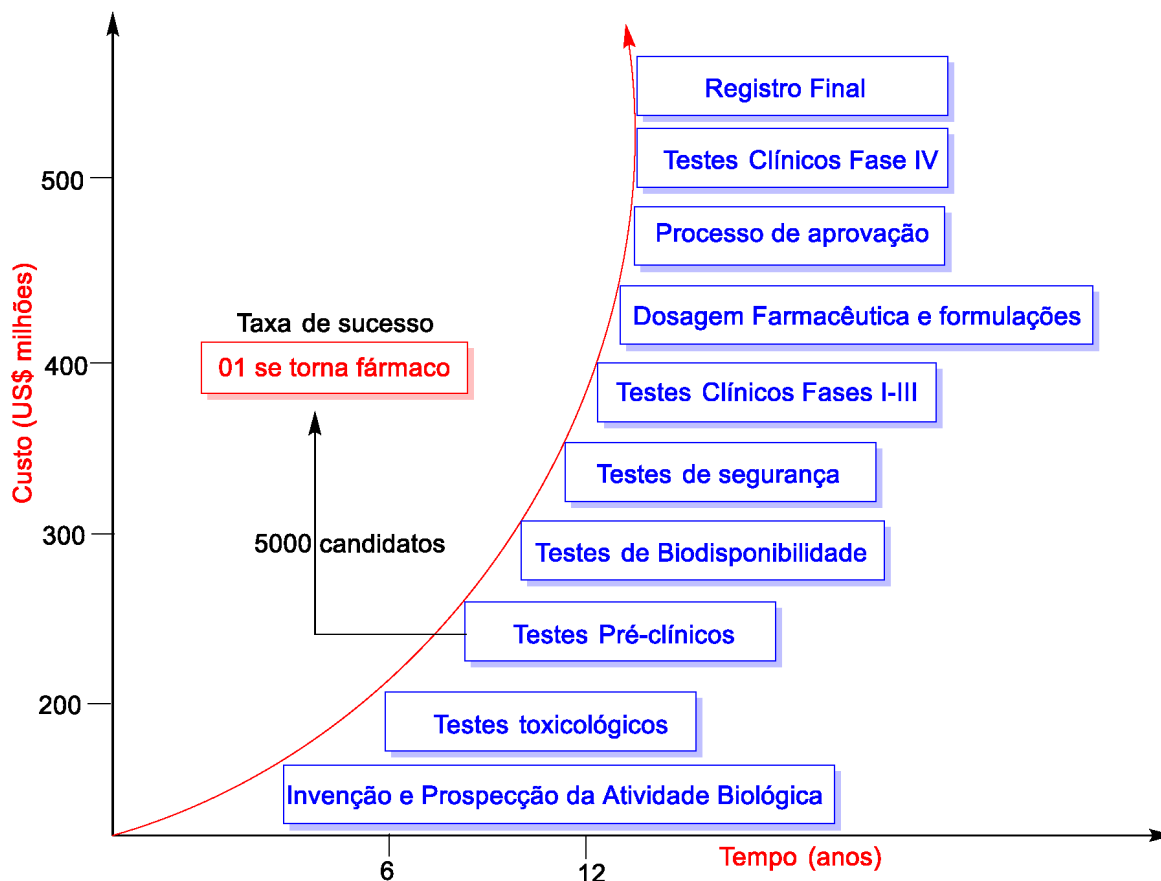 Registro Final
Testes Clínicos Fase IV
500
Processo de aprovação
Custo (US$ milhões)
Dosagem Farmacêutica e formulações
Taxa de sucesso
01 se torna fármaco
400
Testes Clínicos Fases I-III
Testes de segurança
300
5000 candidatos
Testes de Biodisponibilidade
Testes Pré-clínicos
200
Testes toxicológicos
Invenção e Prospecção da Atividade Biológica
6
12
Tempo (anos)